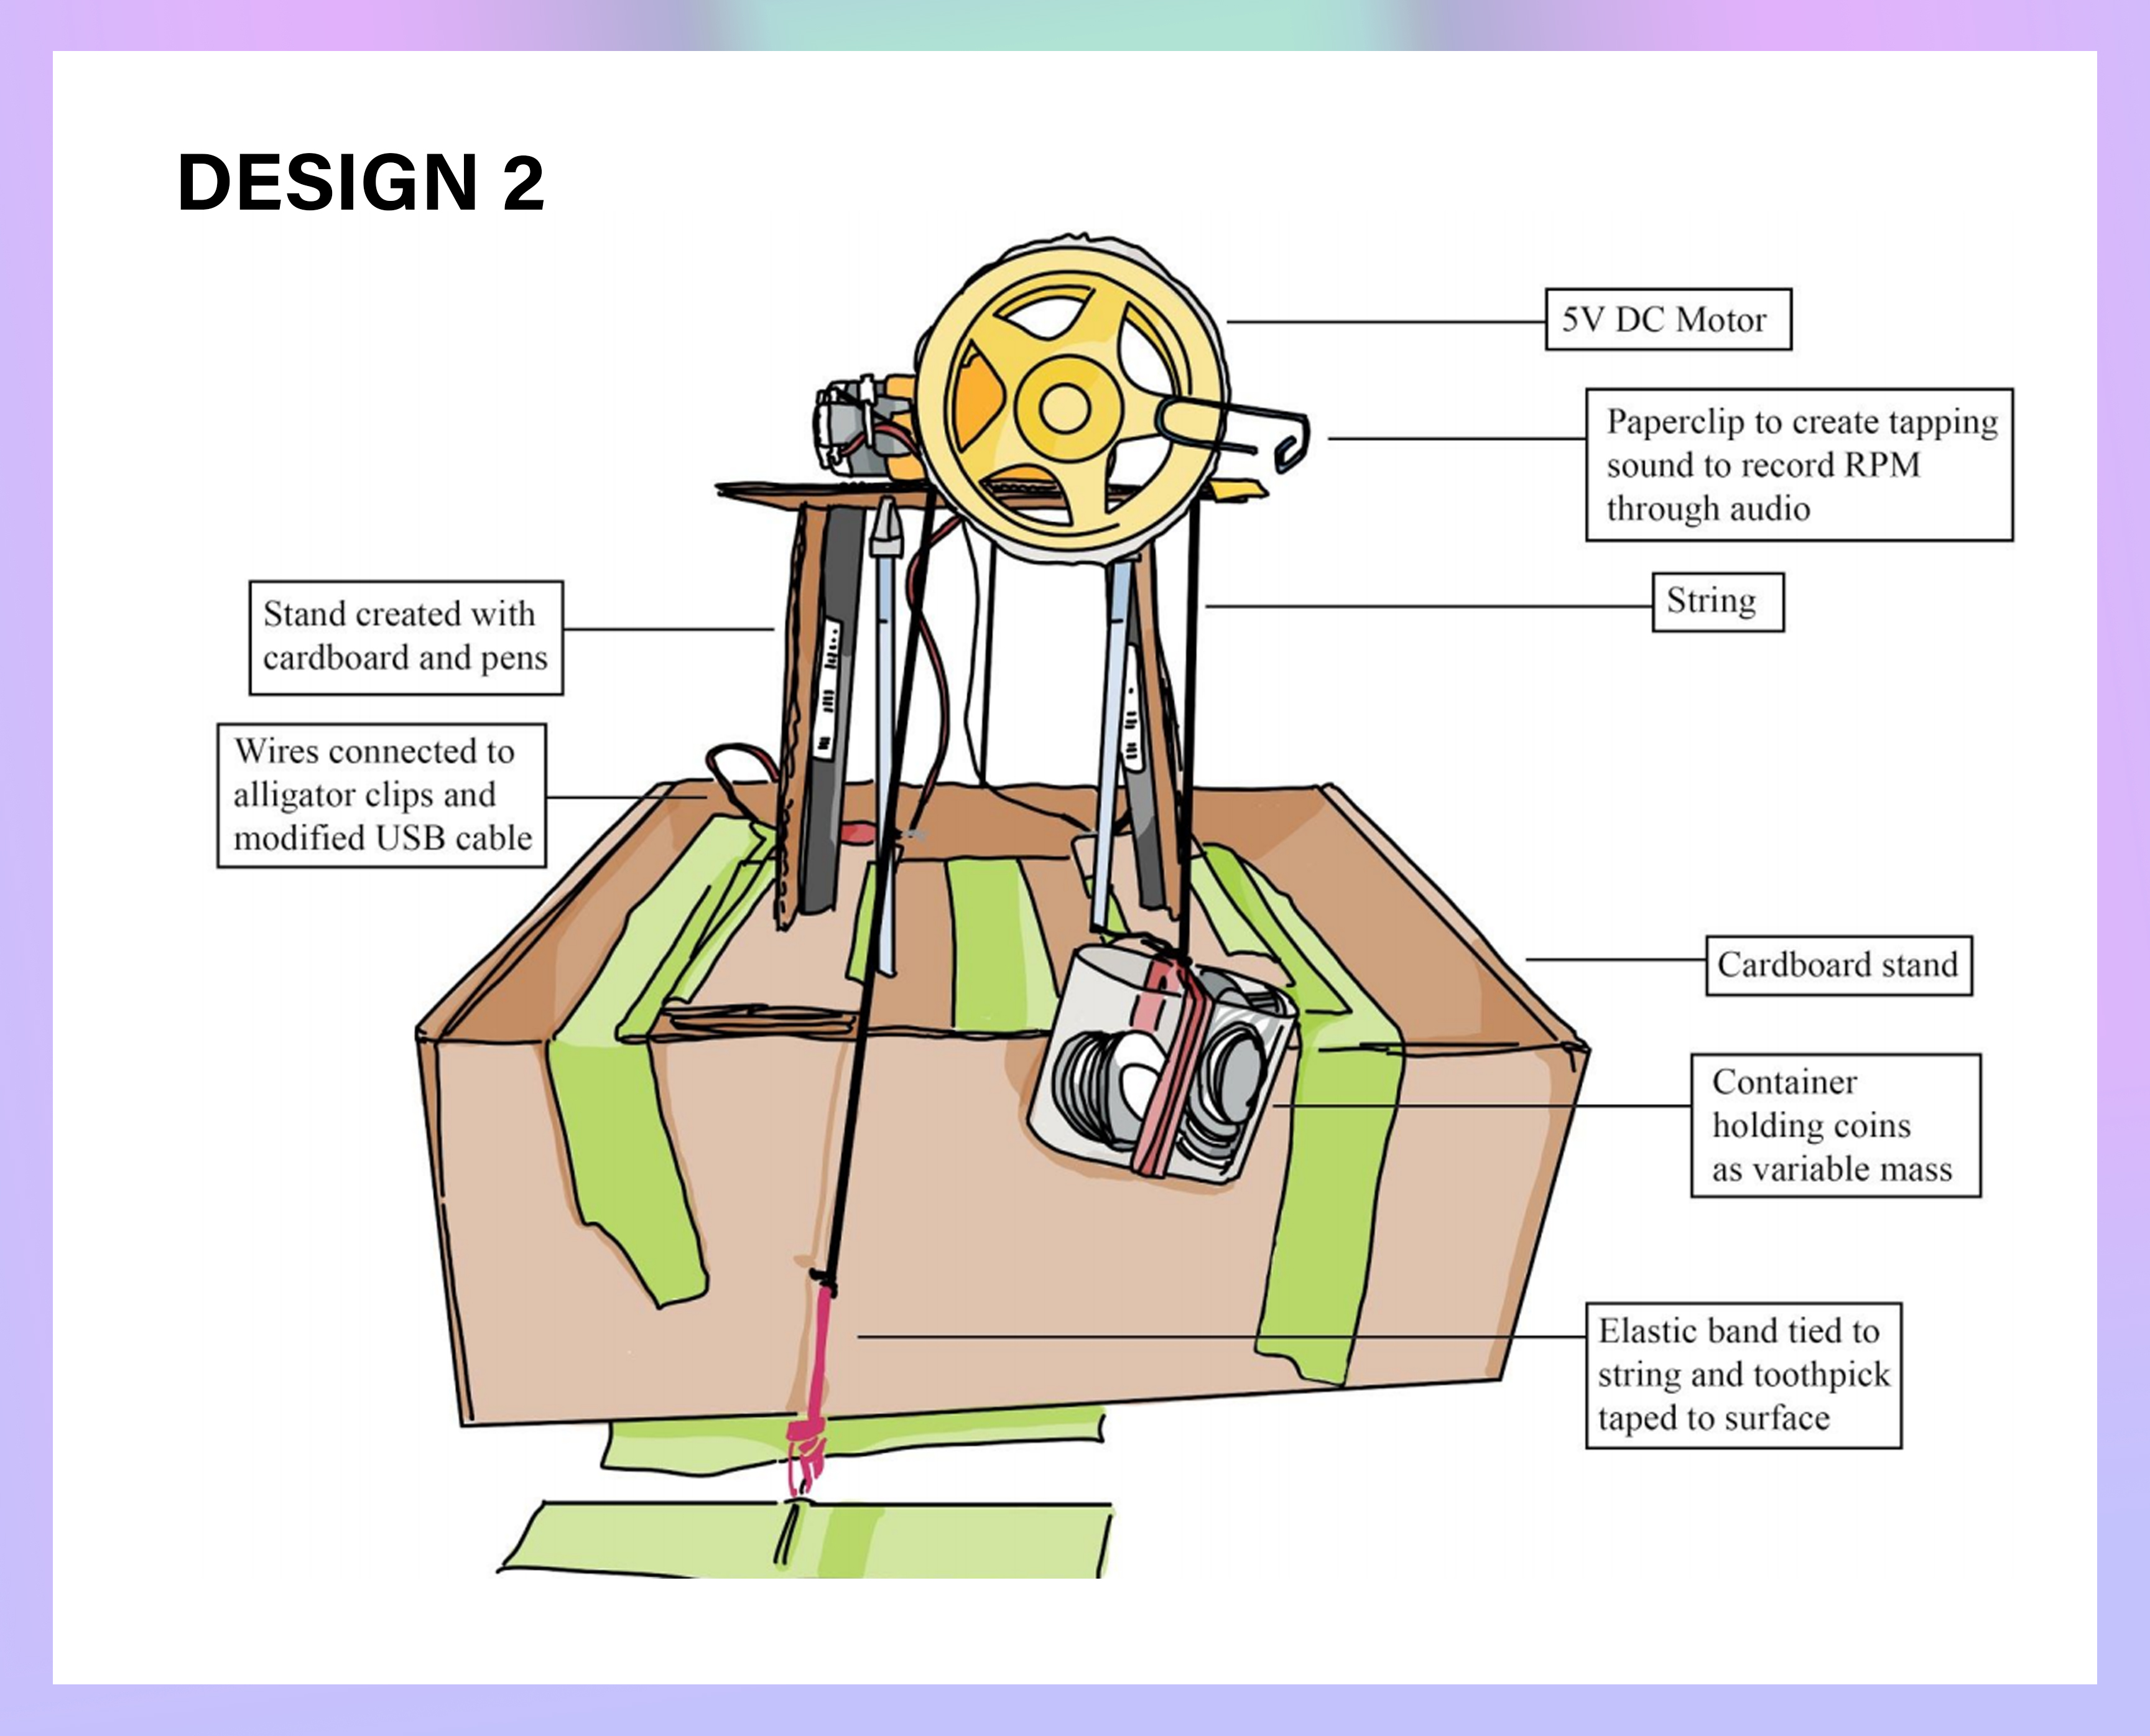 DESIGN 2
5V DC Motor
Paperclip to create tapping
sound to record RPM
through audio
Stand created with
cardboard and pens
String
Wires connected to
alligator clips and
modified USB cable
Cardboard stand
Container
holding coins
as variable mass
Elastic band tied to
string and toothpick
taped to surface